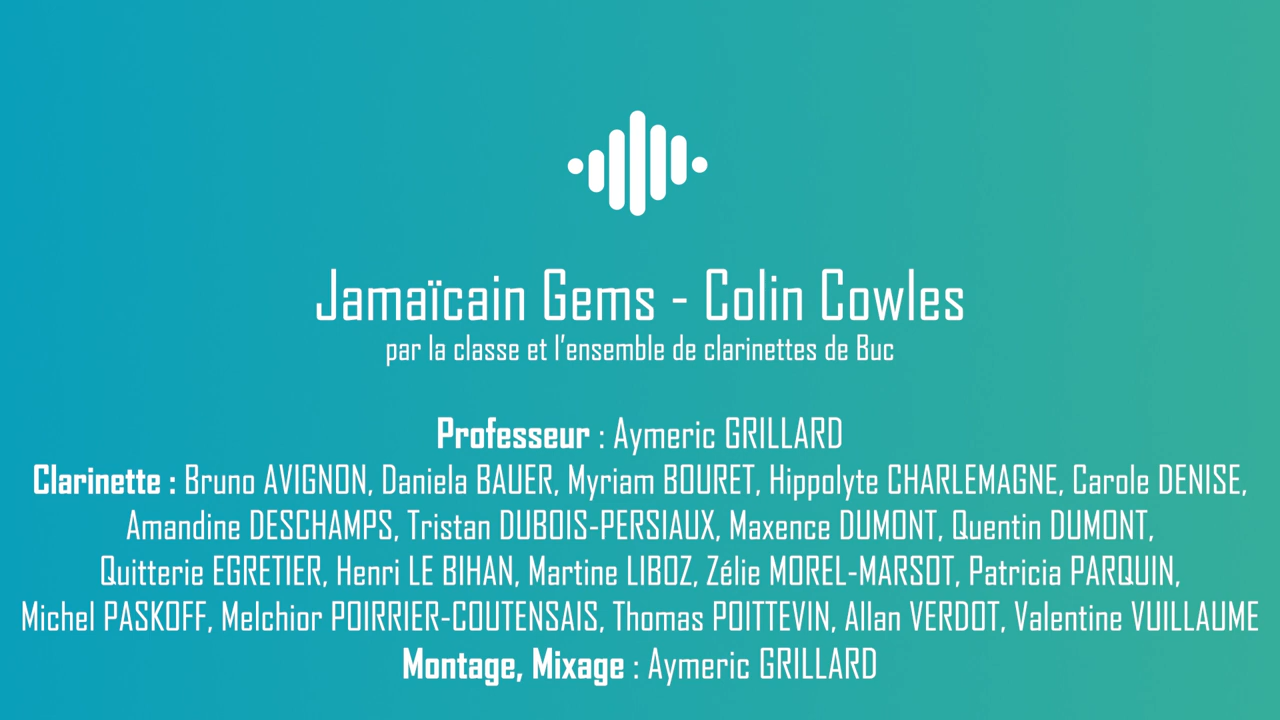 Jamaïcain Gems - Colin Cowles
par la classe et l'ensemble de clarinettes de Buc
Professeur : Aymeric GRILLARD
Clarinette : Bruno AVIGNON, Daniela BAUER, Myriam BOURET, Hippolyte CHARLEMAGNE, Carole DENISE,
Amandine DESCHAMPS, Tristan DUBOIS-PERSIAUX, Maxence DUMONT, Quentin DUMONT,
Quitterie EGRETIER, Henri LE BIHAN, Martine LIBOZ, Zélie MOREL-MARSOT, Patricia PARQUIN,
Michel PASKOFF, Melchior POIRRIER-COUTENSAIS, Thomas POITTEVIN, Allan VERDOT, Valentine VUILLAUME
Montage, Mixage : Aymeric GRILLARD